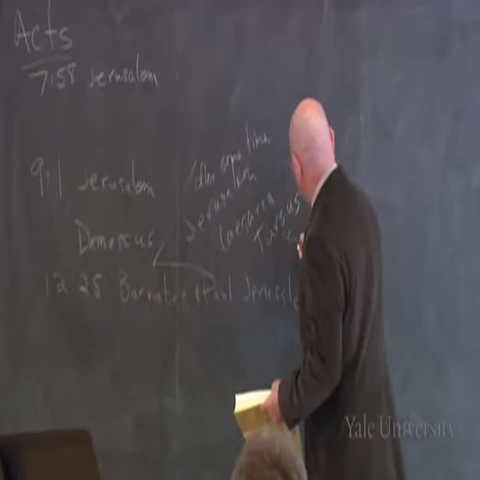 Acts
7:58 Jerusalem
9:1 Jerusalem
Damascus
after some time
Jerusalem
Caesarea
Tarsus
12 25 Barnabas + Paul
Yale University